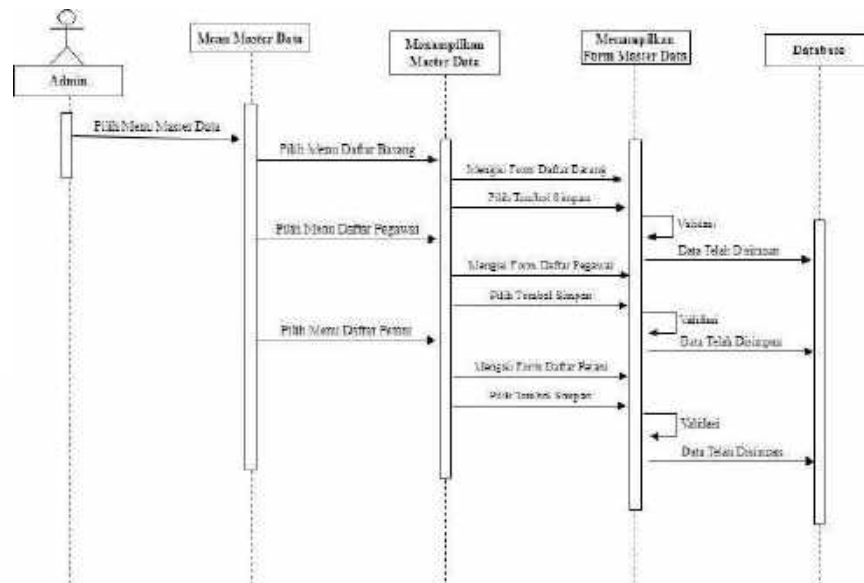 Menu Master Data
Menampilkan
Master Data
Menampilkan
Form Master Data
Database
Admin
Pilih Menu Master Data
Pilih Menu Daftar Barang
Mengisi Form Daftar Barang
Pilih Tombol Simpan
Validasi
Pilih Menu Daftar Pegawai
Data Telah Disimpan
Mengisi Form Daftar Pegawai
Pilih Tombol Simpan
Validasi
Pilih Menu Daftar Petani
Data Telah Disimpan
Mengisi Form Daftar Petani
Pilih Tombol Simpan
Validasi
Data Telah Disimpan